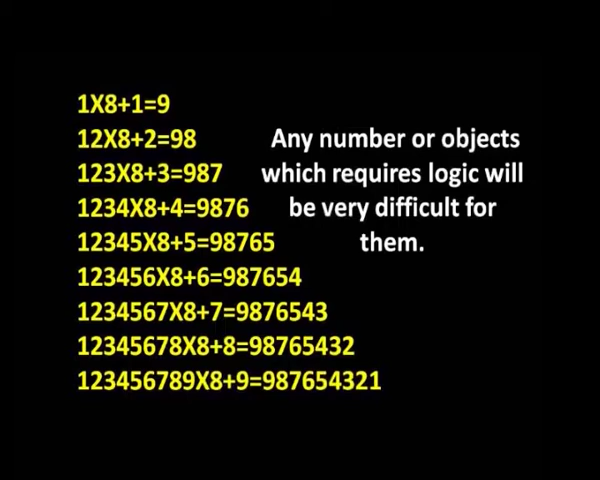 1X8+1=9
12X8+2=98
123X8+3=987
1234X8+4=9876
12345X8+5=98765
123456X8+6=987654
1234567X8+7=9876543
12345678X8+8=98765432
123456789X8+9=987654321
Any number or objects
which requires logic will
be very difficult for
them.